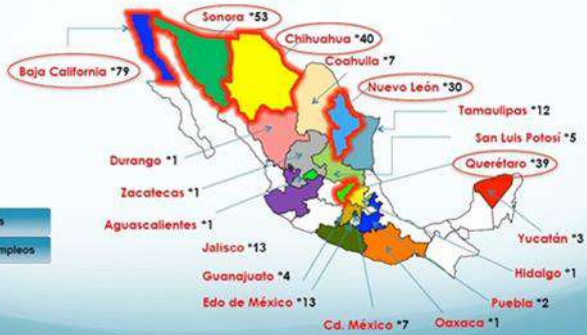 Sonora *53
Chihuahua *40
Coahuila *7
Baja California *79
Nuevo León *30
Tamaulipas *12
San Luis Potosí *5
Durango *1
Querétaro *39
Zacatecas *1
Aguascalientes *1
Yucatán *3
Jalisco *13
Hidalgo *1
Guanajuato *4
Puebla *2
Edo de México *13
Oaxaca *1
Cd. México *7